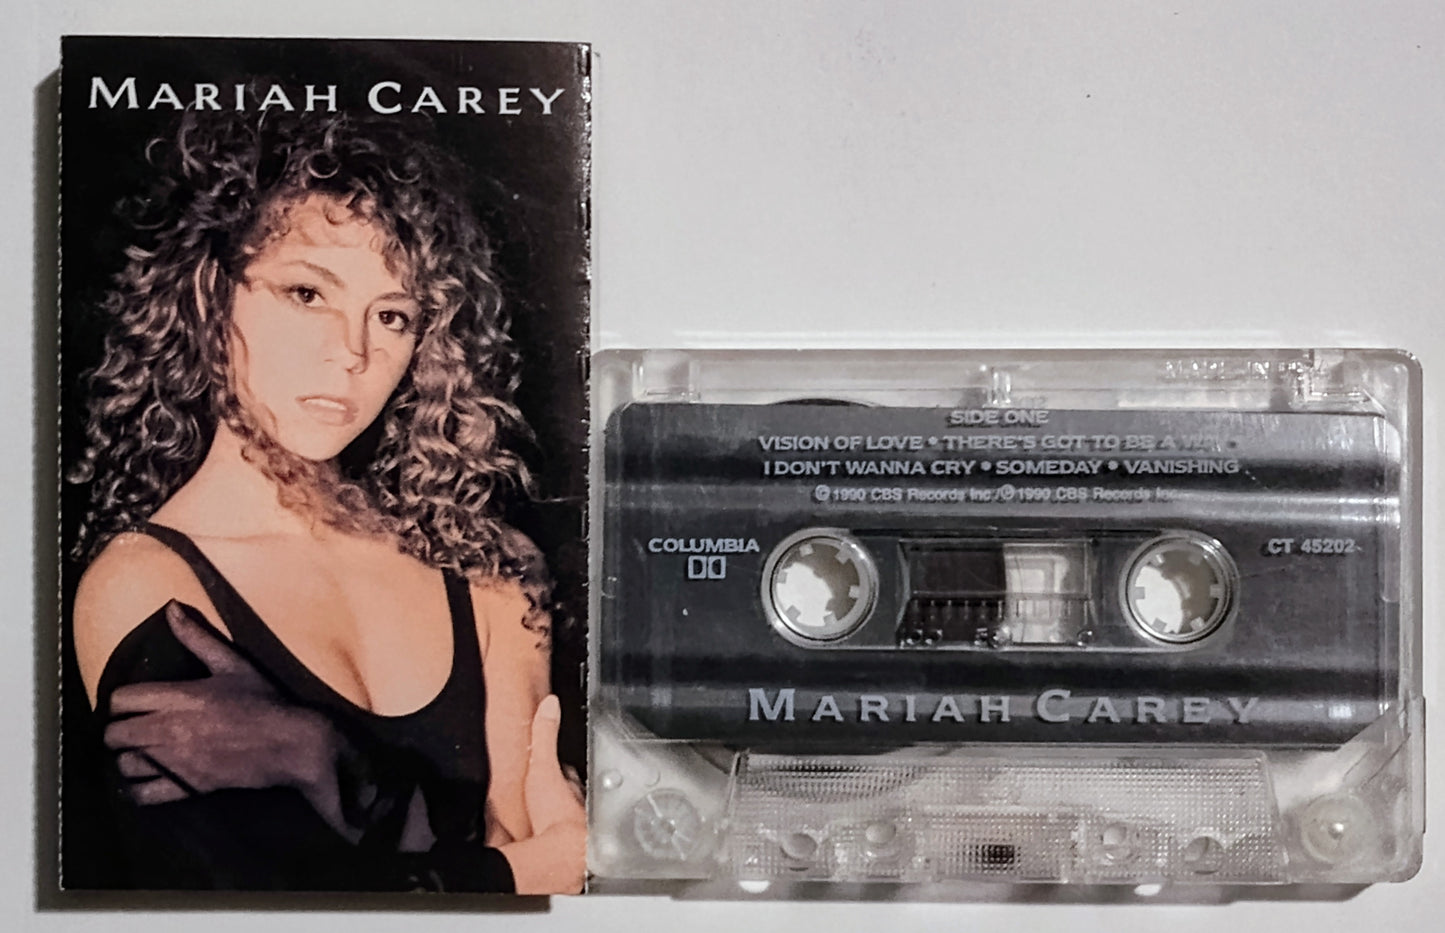 MARIAH CAREY
SIDE ONE
VISION OF LOVE • THERE'S GOT TO BE A WAY •
I DON'T WANNA CRY • SOMEDAY • VANISHING
© 1990 CBS Records Inc./℗ 1990 CBS Records Inc.
COLUMBIA
CT 45202
MARIAH CAREY